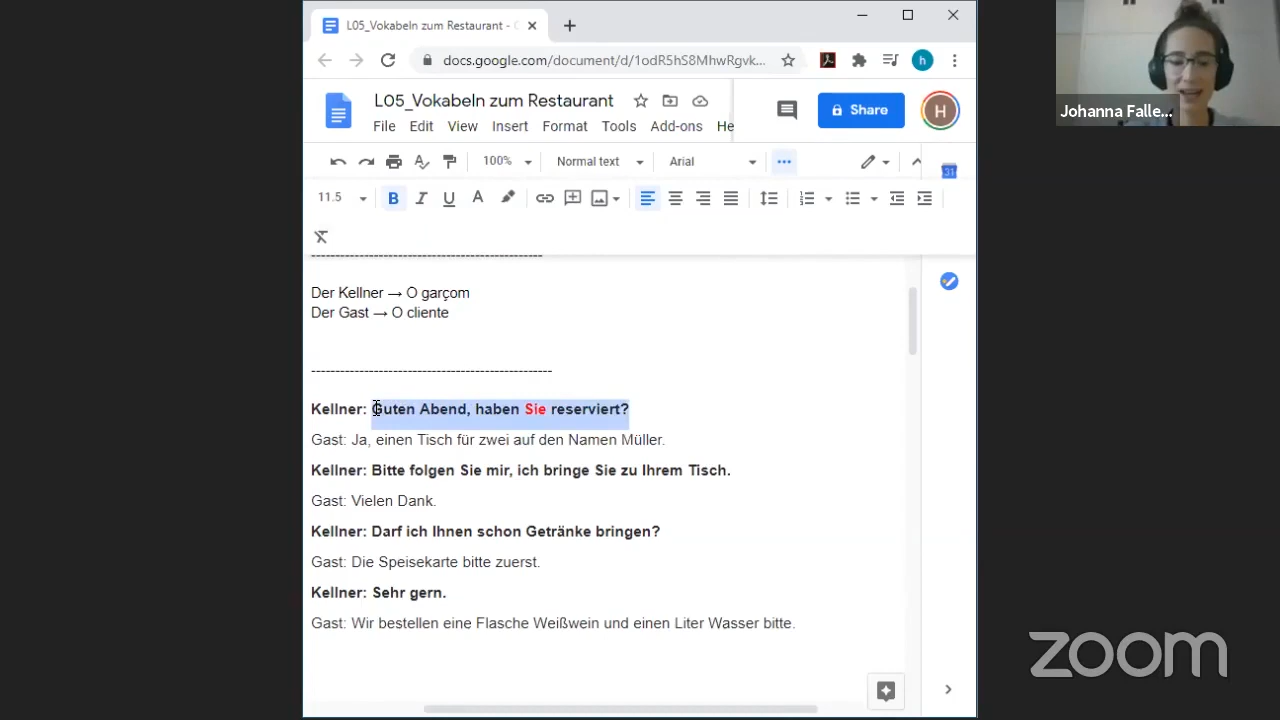 L05_Vokabeln zum Restaurant - G
docs.google.com/document/d/1odR5hS8MhwRgvk...
h
L05_Vokabeln zum Restaurant
File Edit View Insert Format Tools Add-ons He
Share
H
100% Normal text Arial
31
11.5 B I U A
---------------------------------------------
Der Kellner → O garçom
Der Gast → O cliente
-----------------------------------------------
Kellner: Guten Abend, haben Sie reserviert?
Gast: Ja, einen Tisch für zwei auf den Namen Müller.
Kellner: Bitte folgen Sie mir, ich bringe Sie zu Ihrem Tisch.
Gast: Vielen Dank.
Kellner: Darf ich Ihnen schon Getränke bringen?
Gast: Die Speisekarte bitte zuerst.
Kellner: Sehr gern.
Gast: Wir bestellen eine Flasche Weißwein und einen Liter Wasser bitte.
Johanna Falle...
zoom